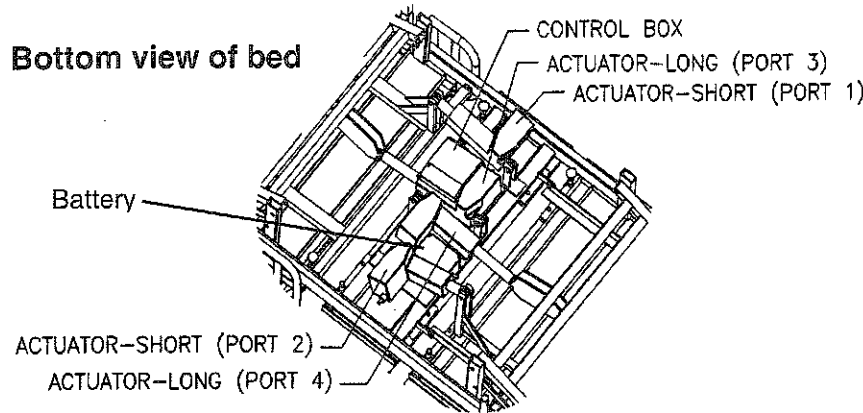 Bottom view of bed
CONTROL BOX
ACTUATOR-LONG (PORT 3)
ACTUATOR-SHORT (PORT 1)
Battery
ACTUATOR-SHORT (PORT 2)
ACTUATOR-LONG (PORT 4)